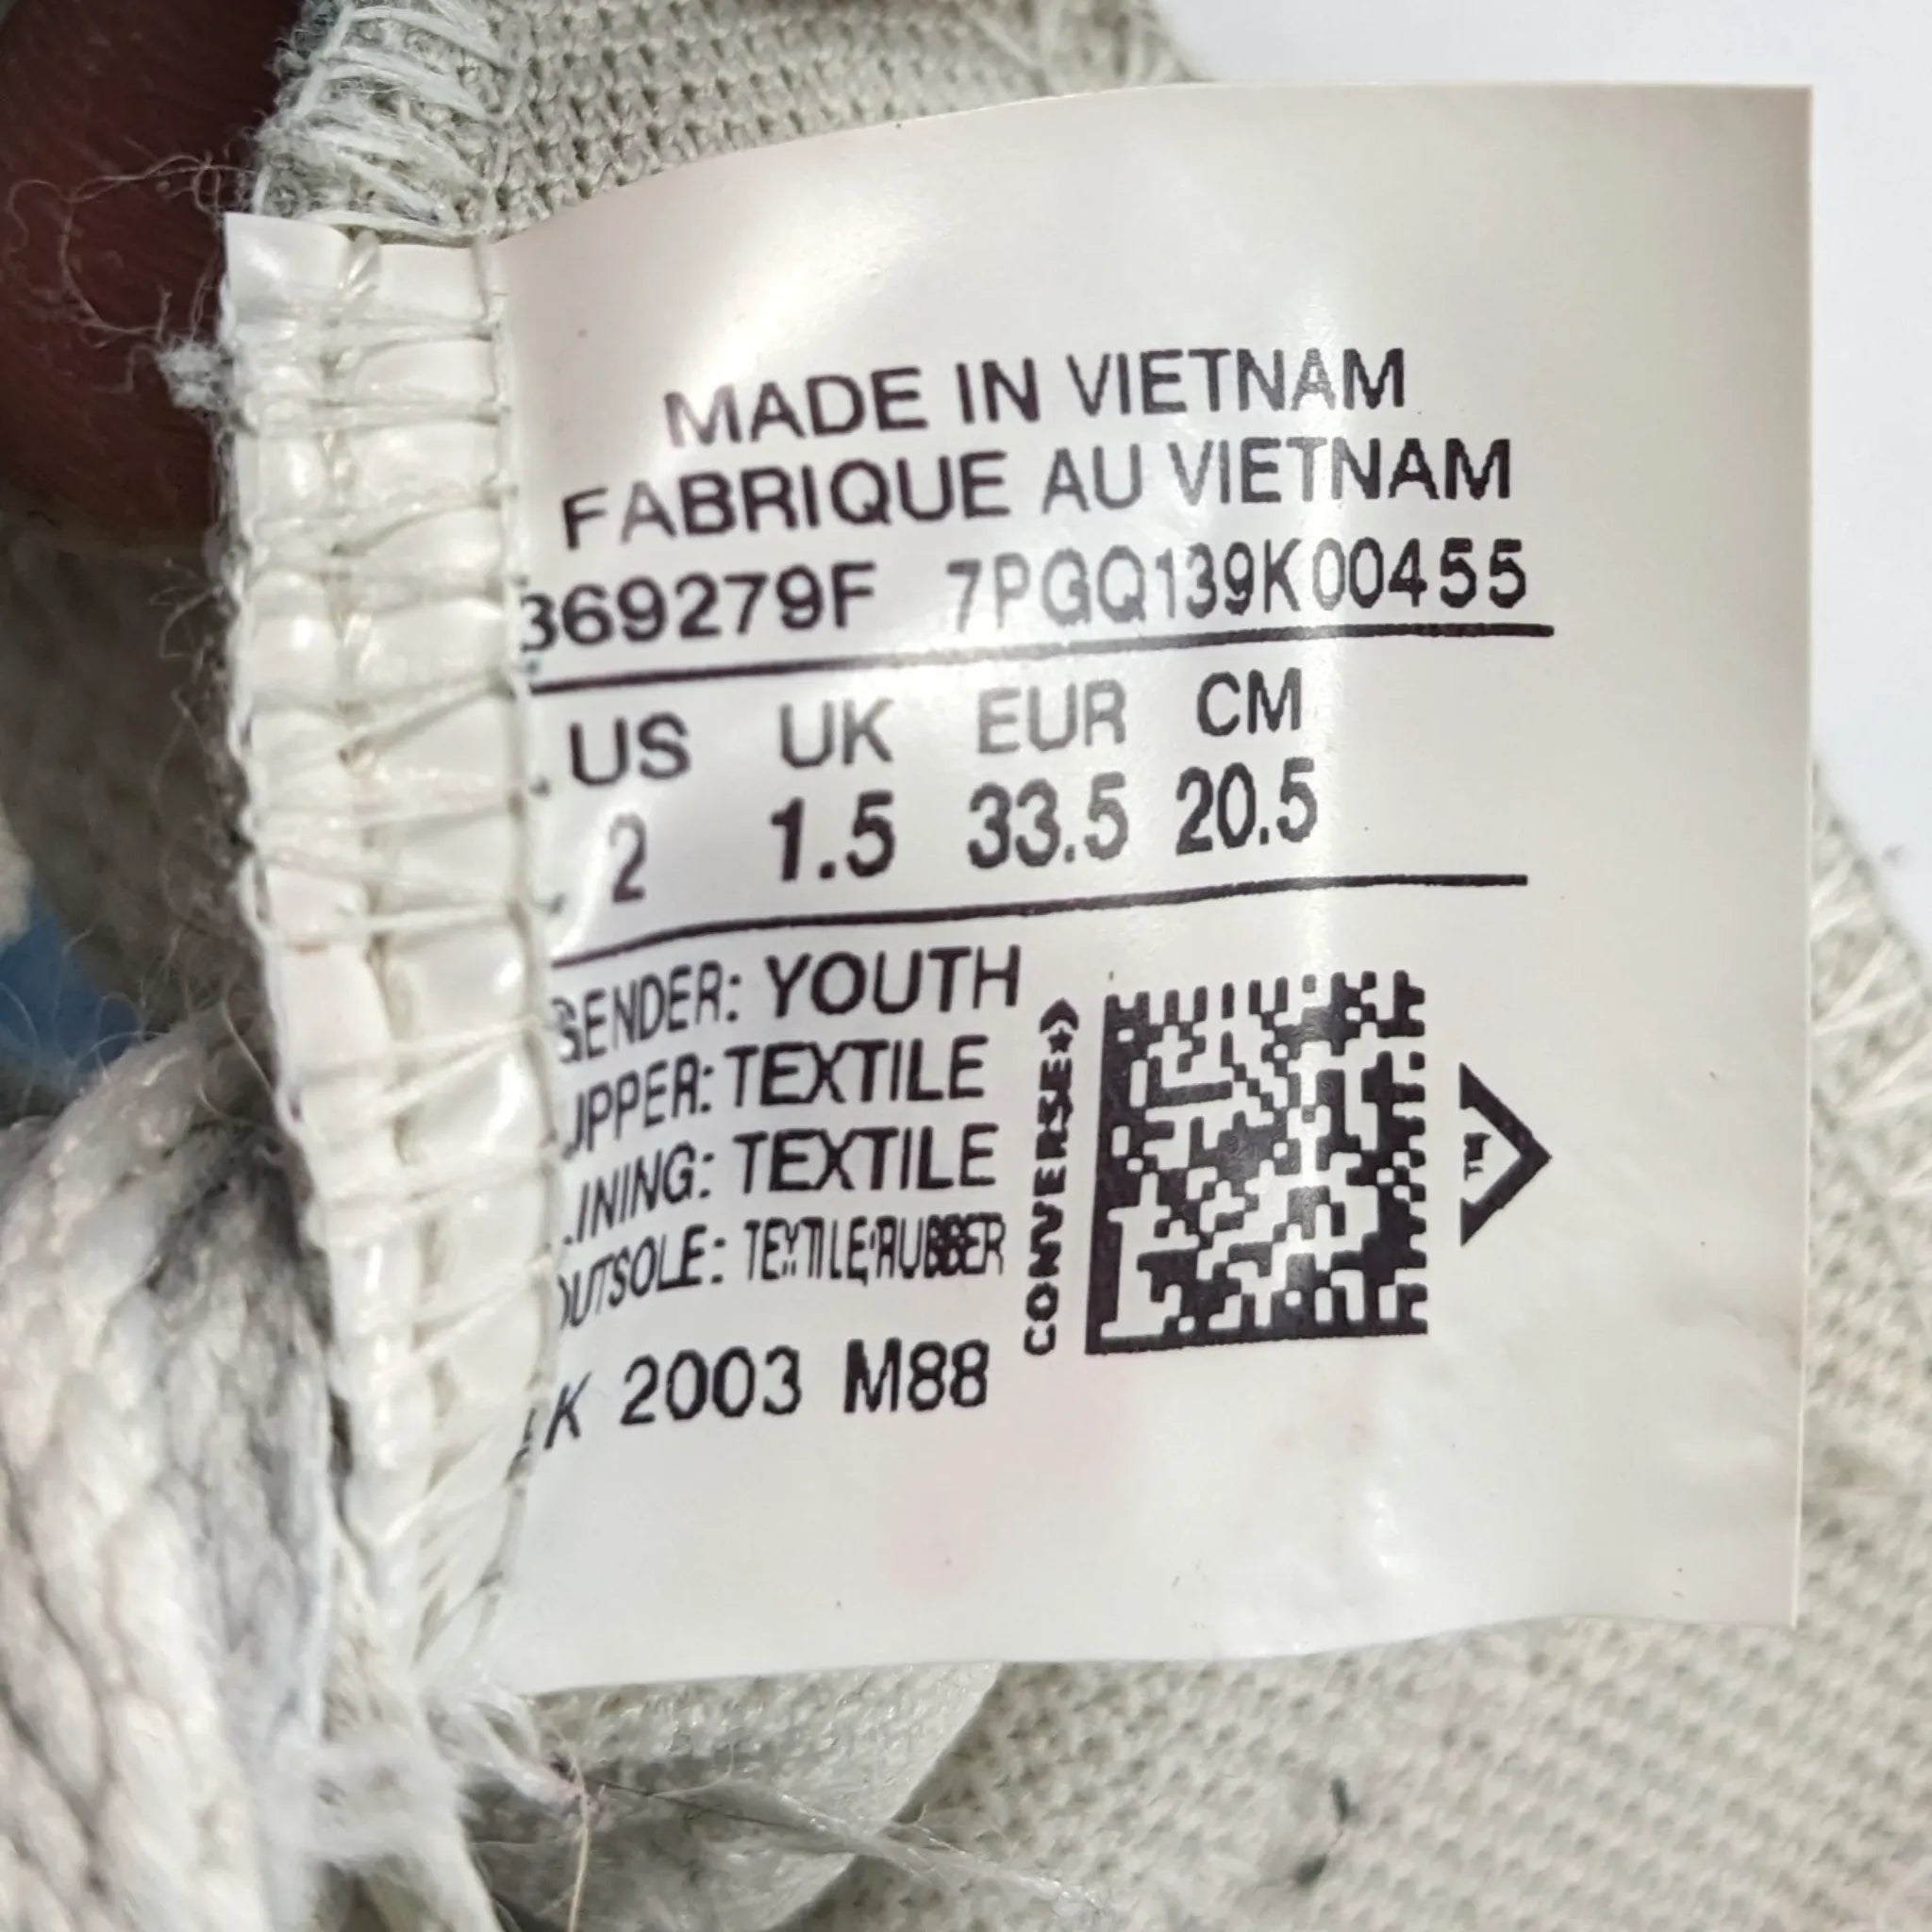 MADE IN VIETNAM
FABRIQUE AU VIETNAM
369279F 7PGQ139K00455
US UK EUR CM
2 1.5 33.5 20.5
GENDER: YOUTH
UPPER: TEXTILE
LINING: TEXTILE
OUTSOLE: TEXTILE/RUBBER
K 2003 M88
CONVERSE